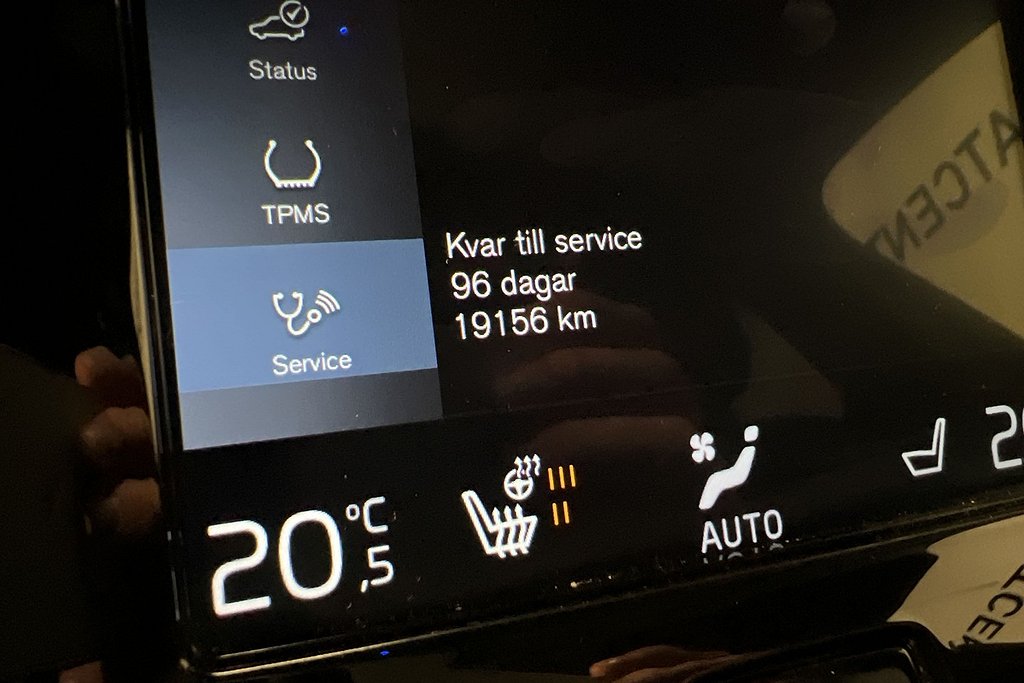 Status
TPMS
Service
Kvar till service
96 dagar
19156 km
20,5 °C
AUTO